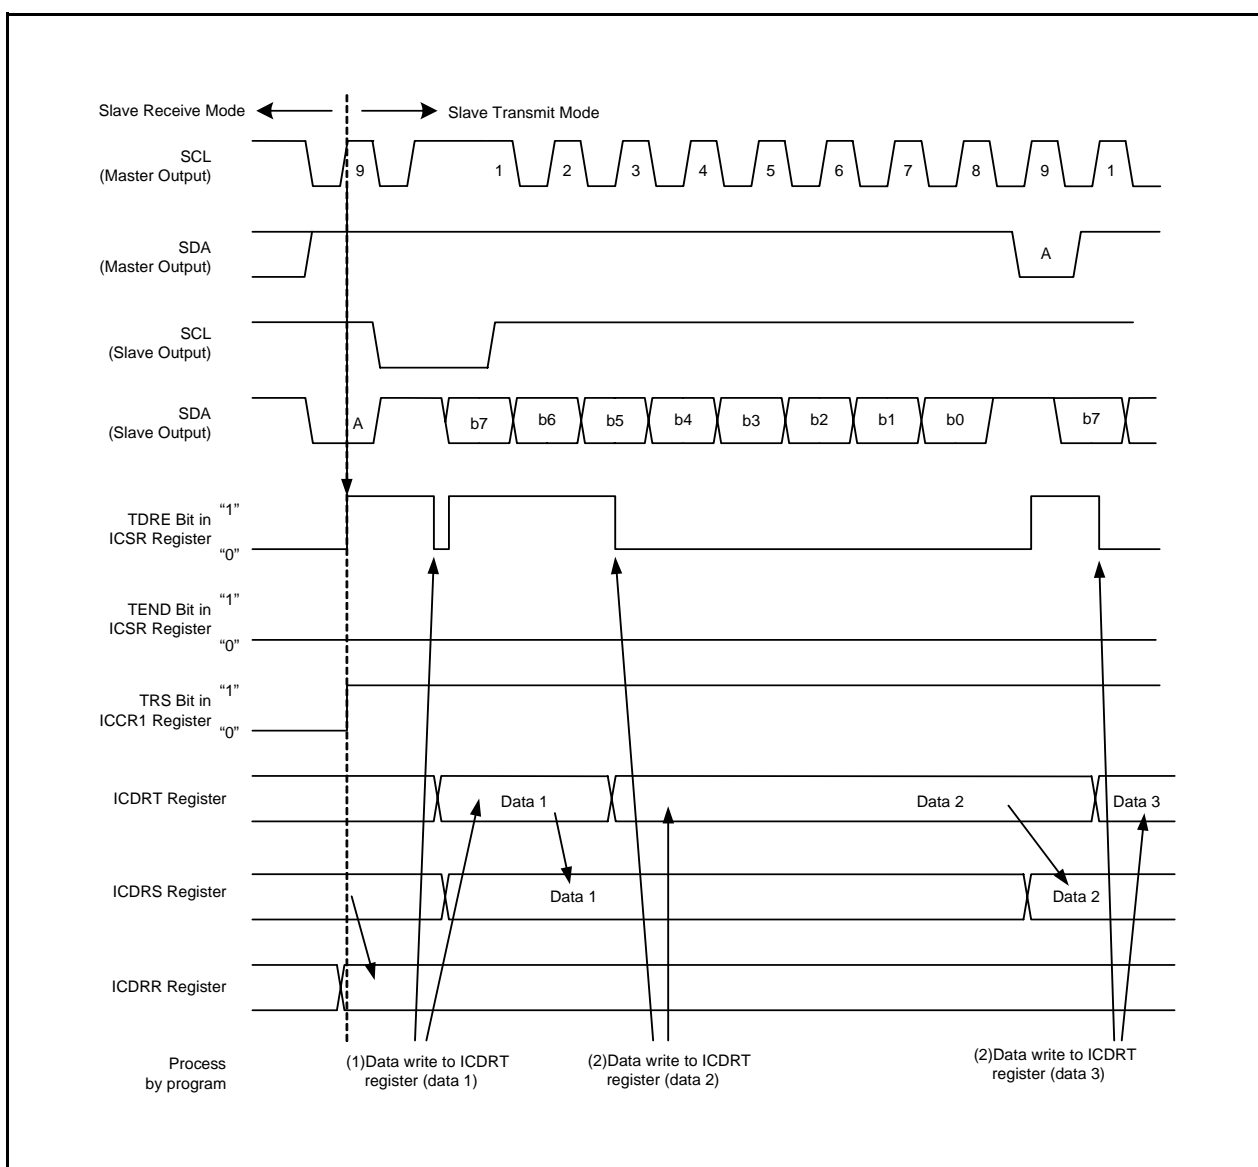 Slave Receive Mode
Slave Transmit Mode
SCL
(Master Output)
9 1 2 3 4 5 6 7 8 9 1
SDA
(Master Output)
A
SCL
(Slave Output)
SDA
(Slave Output)
A b7 b6 b5 b4 b3 b2 b1 b0 b7
TDRE Bit in
ICSR Register
“1”
“0”
TEND Bit in
ICSR Register
“1”
“0”
TRS Bit in
ICCR1 Register
“1”
“0”
ICDRT Register
Data 1 Data 2 Data 3
ICDRS Register
Data 1 Data 2
ICDRR Register
Process
by program
(1)Data write to ICDRT
register (data 1)
(2)Data write to ICDRT
register (data 2)
(2)Data write to ICDRT
register (data 3)